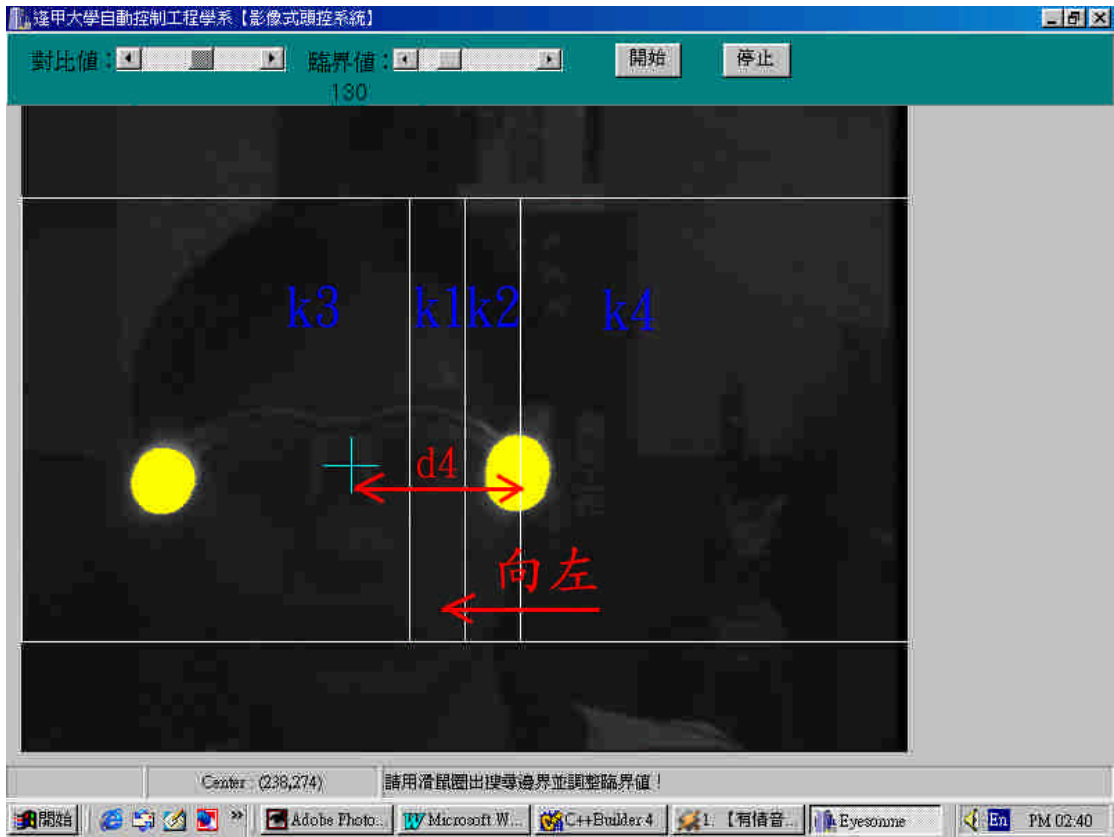 逢甲大學自動控制工程學系【影像式頭控系統】
對比值： 臨界值： 開始 停止
130
k3 k1 k2 k4
d4
向左
Center : (238,274) 請用滑鼠圈出搜尋邊界並調整臨界值！
開始 » Adobe Photo... Microsoft W... C++Builder 4 1. 【有情音... Eyesonme En PM 02:40